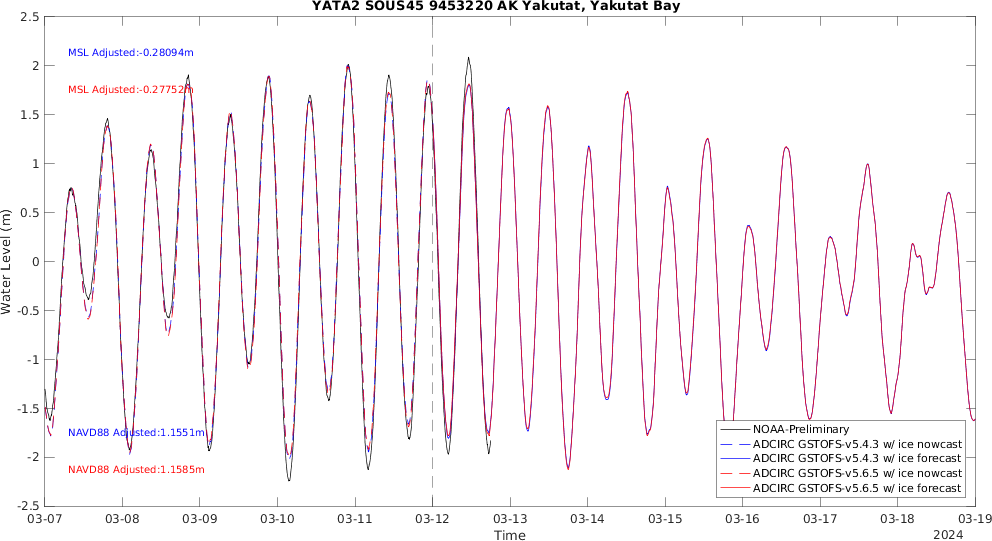 YATA2 SOUS45 9453220 AK Yakutat, Yakutat Bay
2.5
2
1.5
1
0.5
0
-0.5
-1
-1.5
-2
-2.5
Water Level (m)
MSL Adjusted:-0.28094m
MSL Adjusted:-0.27752m
NAVD88 Adjusted:1.1551m
NAVD88 Adjusted:1.1585m
NOAA-Preliminary
ADCIRC GSTOFS-v5.4.3 w/ ice nowcast
ADCIRC GSTOFS-v5.4.3 w/ ice forecast
ADCIRC GSTOFS-v5.6.5 w/ ice nowcast
ADCIRC GSTOFS-v5.6.5 w/ ice forecast
03-07 03-08 03-09 03-10 03-11 03-12 03-13 03-14 03-15 03-16 03-17 03-18 03-19
Time
2024